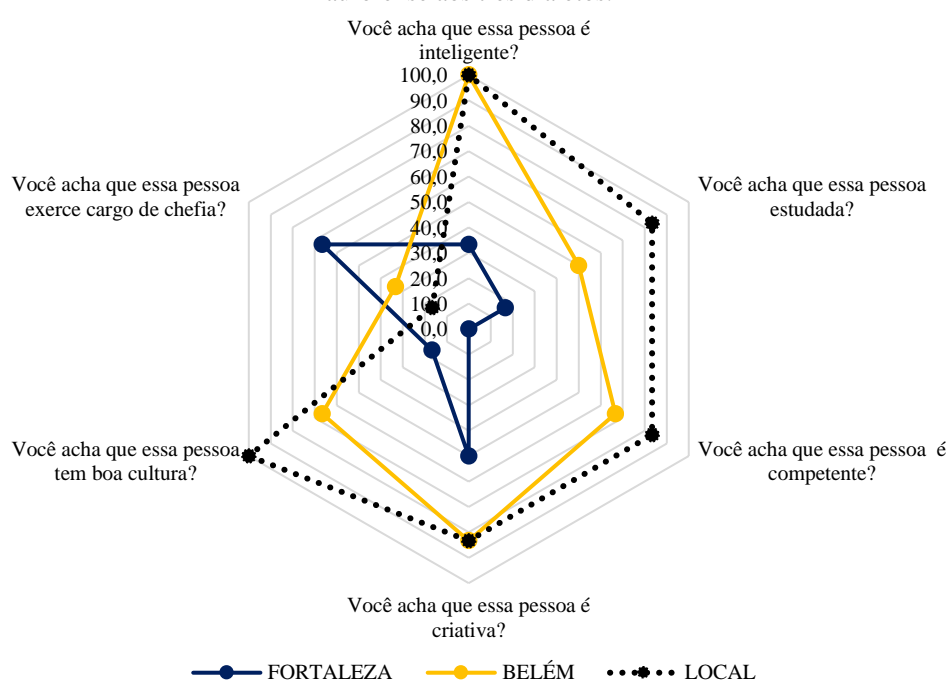 Você acha que essa pessoa é
inteligente?
100,0
90,0
80,0
70,0
60,0
50,0
40,0
30,0
20,0
10,0
0,0
Você acha que essa pessoa
estudada?
Você acha que essa pessoa é
competente?
Você acha que essa pessoa é
criativa?
Você acha que essa pessoa
tem boa cultura?
Você acha que essa pessoa
exerce cargo de chefia?
FORTALEZA
BELÉM
LOCAL